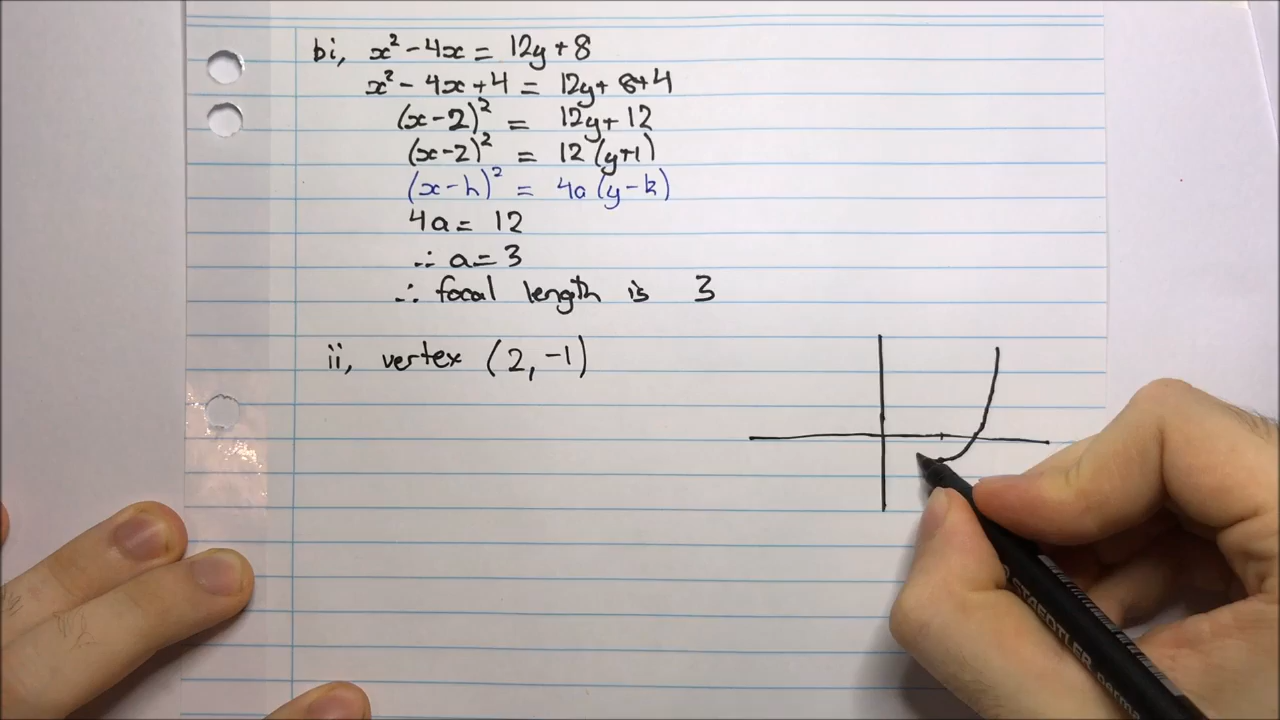 bi, x² - 4x = 12y + 8
x² - 4x + 4 = 12y + 8 + 4
(x - 2)² = 12y + 12
(x - 2)² = 12 (y + 1)
(x - h)² = 4a (y - k)
4a = 12
∴ a = 3
∴ focal length is 3
ii, vertex (2, -1)
STAEDTLER